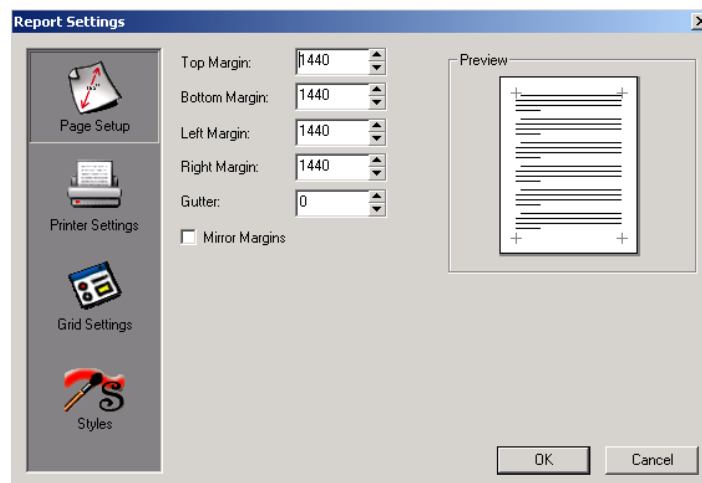 Report Settings
Page Setup
Printer Settings
Grid Settings
Styles
Top Margin: 1440
Bottom Margin: 1440
Left Margin: 1440
Right Margin: 1440
Gutter: 0
Mirror Margins
Preview
OK Cancel